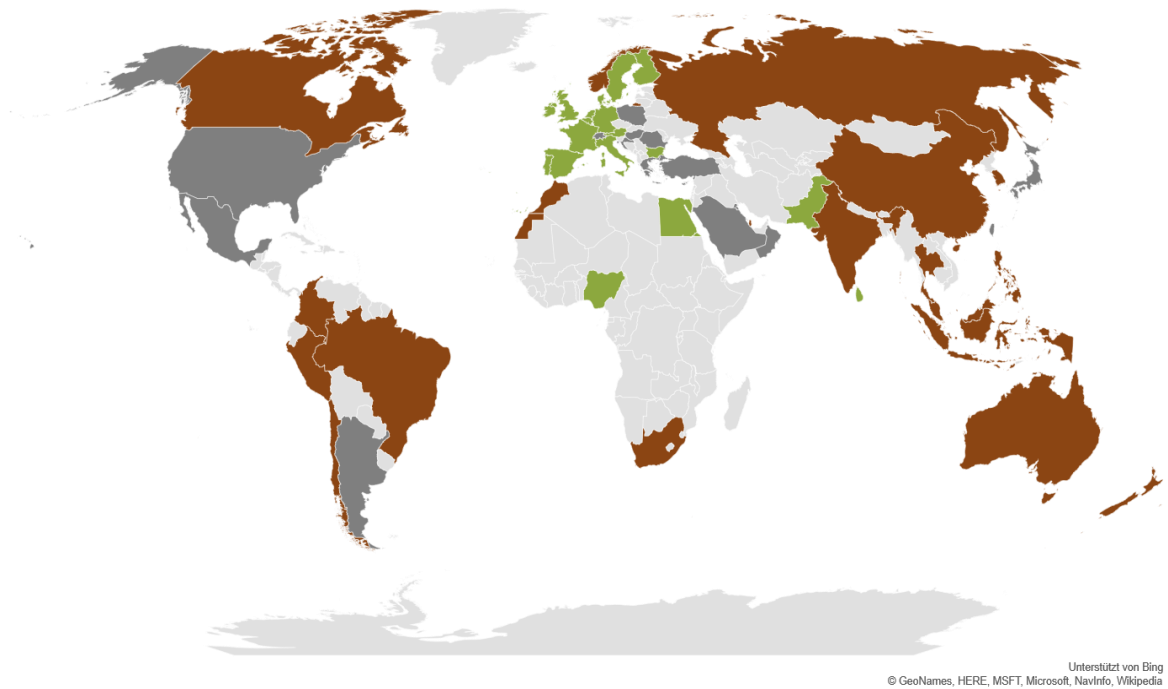 Unterstützt von Bing
© GeoNames, HERE, MSFT, Microsoft, NavInfo, Wikipedia